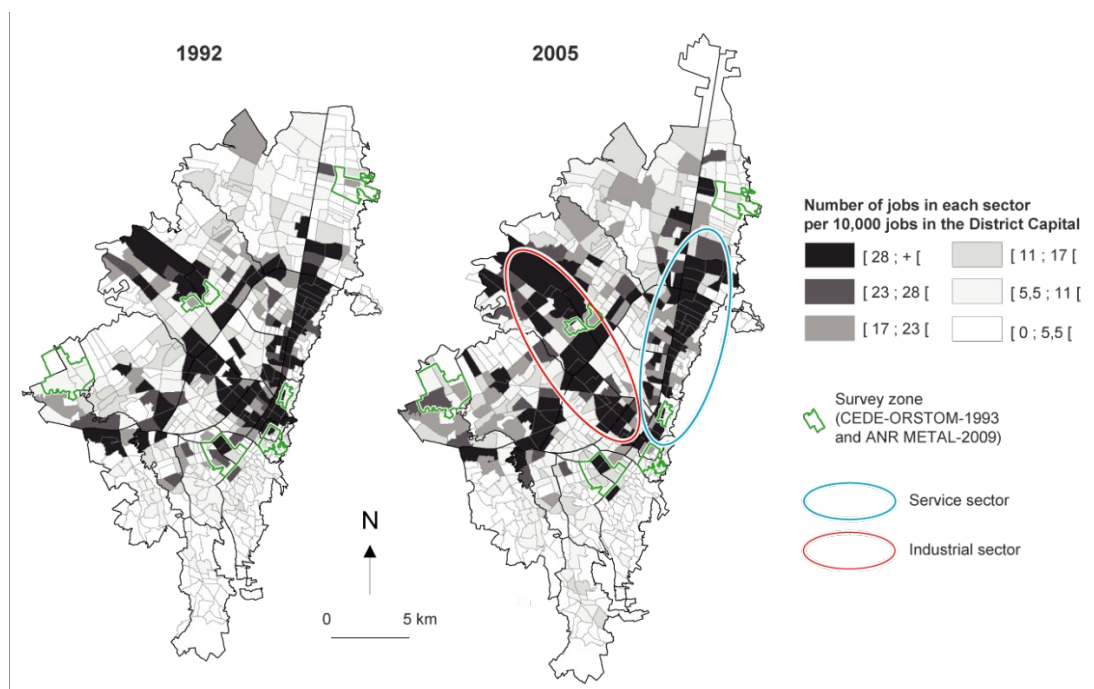 1992
2005
Number of jobs in each sector
per 10,000 jobs in the District Capital
[ 28 ; + [
[ 11 ; 17 [
[ 23 ; 28 [
[ 5,5 ; 11 [
[ 17 ; 23 [
[ 0 ; 5,5 [
Survey zone
(CEDE-ORSTOM-1993
and ANR METAL-2009)
Service sector
Industrial sector
N
0 5 km